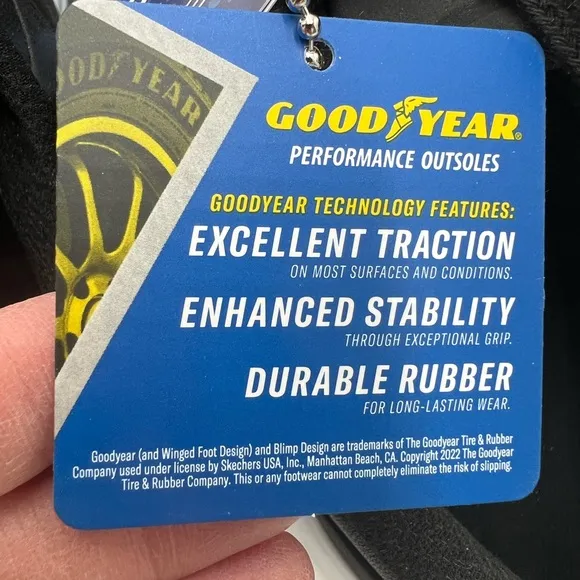 GOODYEAR
GOODYEAR
PERFORMANCE OUTSOLES
GOODYEAR TECHNOLOGY FEATURES:
EXCELLENT TRACTION
ON MOST SURFACES AND CONDITIONS.
ENHANCED STABILITY
THROUGH EXCEPTIONAL GRIP.
DURABLE RUBBER
FOR LONG-LASTING WEAR.
Goodyear (and Winged Foot Design) and Blimp Design are trademarks of The Goodyear Tire & Rubber
Company used under license by Skechers USA, Inc., Manhattan Beach, CA. Copyright 2022 The Goodyear
Tire & Rubber Company. This or any footwear cannot completely eliminate the risk of slipping.